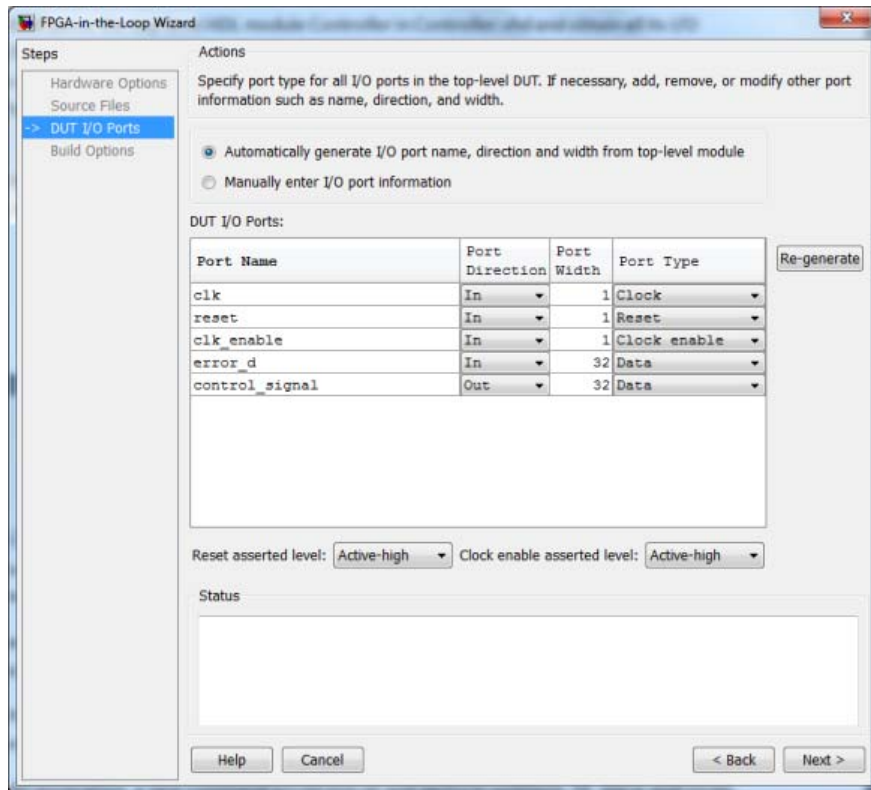 FPGA-in-the-Loop Wizard
Steps
Hardware Options
Source Files
-> DUT I/O Ports
Build Options
Actions
Specify port type for all I/O ports in the top-level DUT. If necessary, add, remove, or modify other port
information such as name, direction, and width.
Automatically generate I/O port name, direction and width from top-level module
Manually enter I/O port information
DUT I/O Ports:
Port Name Port Direction Port Width Port Type
clk In 1 Clock
reset In 1 Reset
clk_enable In 1 Clock enable
error_d In 32 Data
control_signal Out 32 Data
Re-generate
Reset asserted level: Active-high Clock enable asserted level: Active-high
Status
Help Cancel < Back Next >